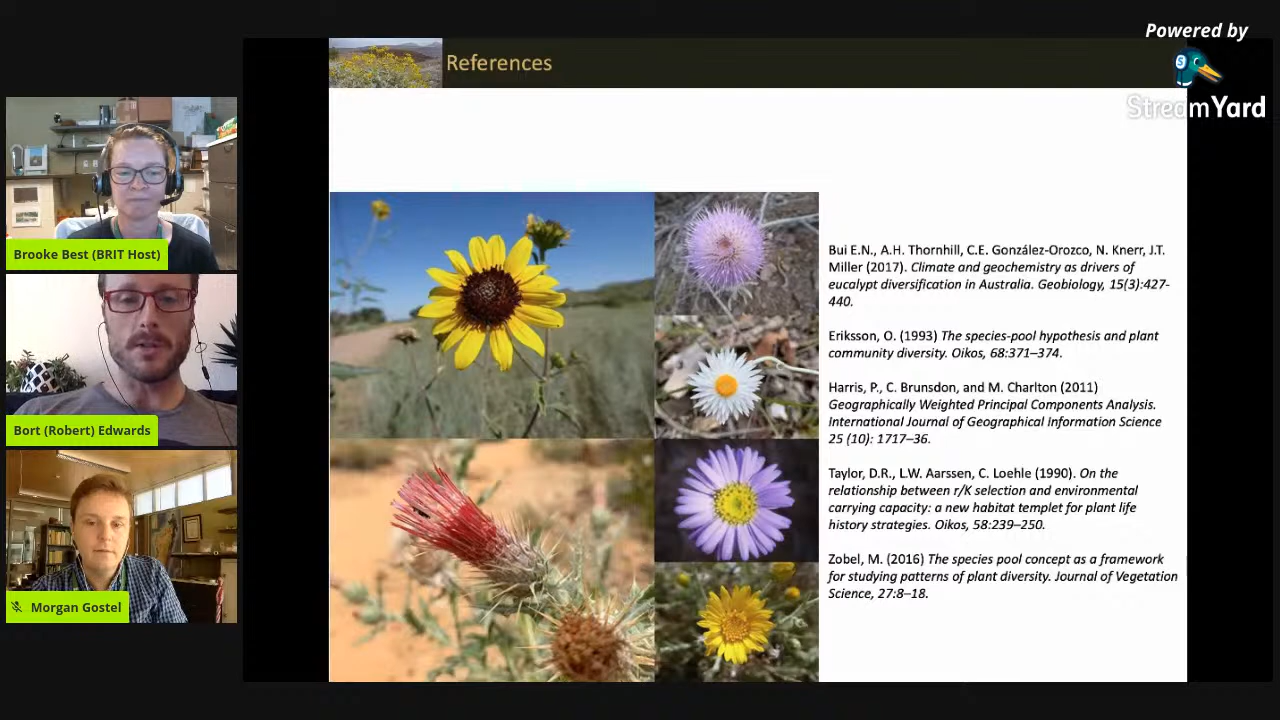 Powered by
StreamYard
References
Brooke Best (BRIT Host)
Bort (Robert) Edwards
Morgan Gostel
Bui E.N., A.H. Thornhill, C.E. González-Orozco, N. Knerr, J.T.
Miller (2017). Climate and geochemistry as drivers of
eucalypt diversification in Australia. Geobiology, 15(3):427-
440.
Eriksson, O. (1993) The species-pool hypothesis and plant
community diversity. Oikos, 68:371–374.
Harris, P., C. Brunsdon, and M. Charlton (2011)
Geographically Weighted Principal Components Analysis.
International Journal of Geographical Information Science
25 (10): 1717–36.
Taylor, D.R., L.W. Aarssen, C. Loehle (1990). On the
relationship between r/K selection and environmental
carrying capacity: a new habitat templet for plant life
history strategies. Oikos, 58:239–250.
Zobel, M. (2016) The species pool concept as a framework
for studying patterns of plant diversity. Journal of Vegetation
Science, 27:8–18.